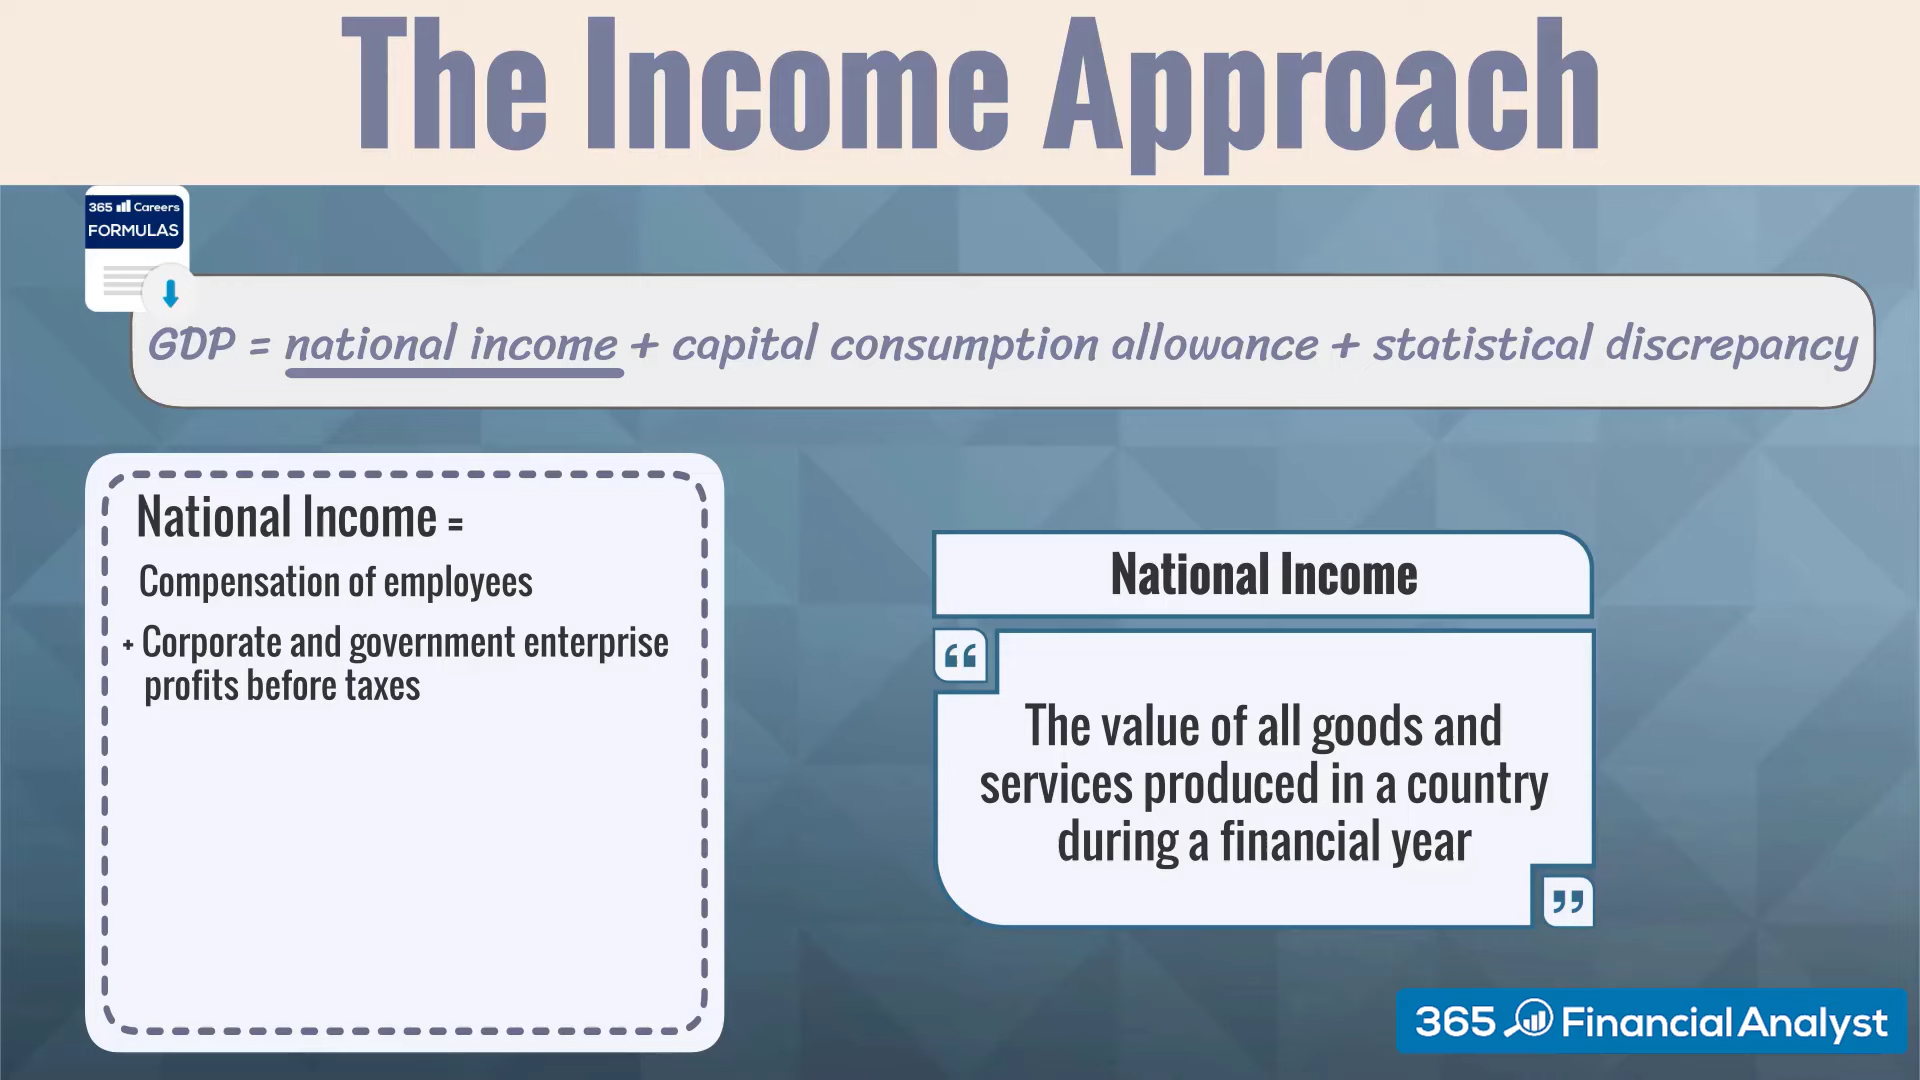 The Income Approach
365 Careers
FORMULAS
GDP = national income + capital consumption allowance + statistical discrepancy
National Income =
Compensation of employees
+ Corporate and government enterprise
profits before taxes
National Income
“
The value of all goods and
services produced in a country
during a financial year
”
365 Financial Analyst